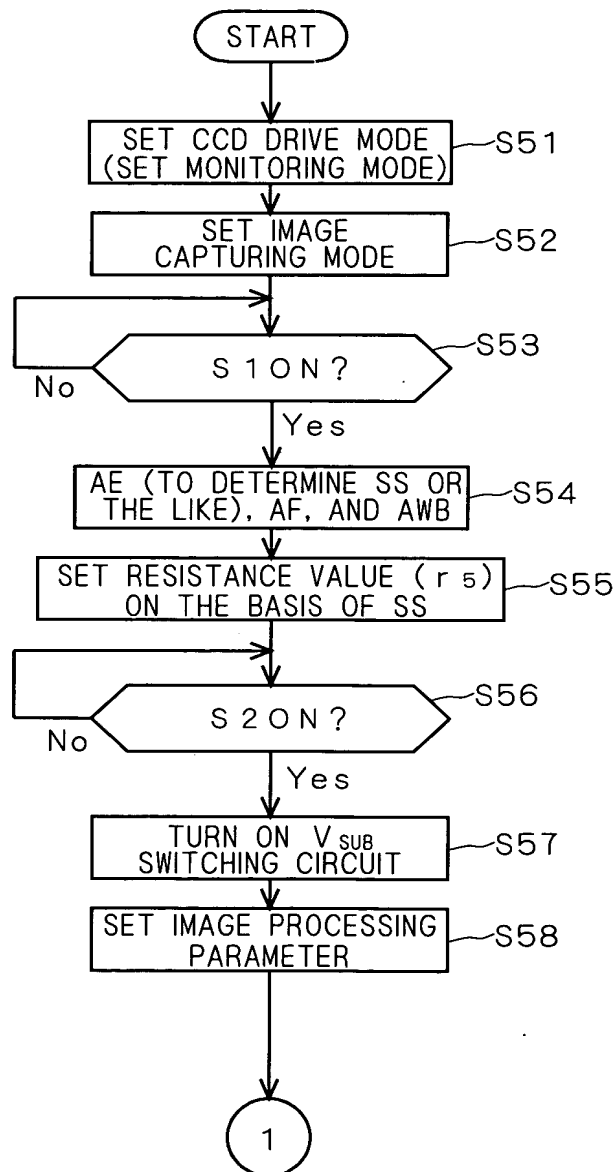 START
SET CCD DRIVE MODE
(SET MONITORING MODE)
S51
SET IMAGE
CAPTURING MODE
S52
S1ON?
S53
No
Yes
AE (TO DETERMINE SS OR
THE LIKE), AF, AND AWB
S54
SET RESISTANCE VALUE (r5)
ON THE BASIS OF SS
S55
S2ON?
S56
No
Yes
TURN ON VSUB
SWITCHING CIRCUIT
S57
SET IMAGE PROCESSING
PARAMETER
S58
1